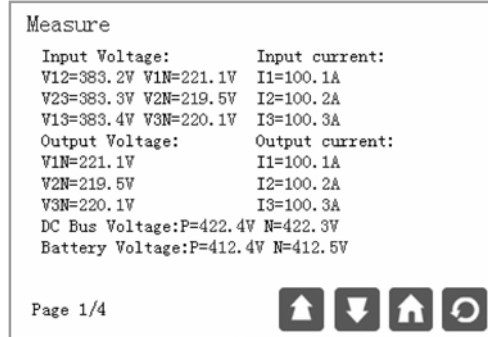 Measure
Input Voltage: Input current:
V12=383.2V V1N=221.1V I1=100.1A
V23=383.3V V2N=219.5V I2=100.2A
V13=383.4V V3N=220.1V I3=100.3A
Output Voltage: Output current:
V1N=221.1V I1=100.1A
V2N=219.5V I2=100.2A
V3N=220.1V I3=100.3A
DC Bus Voltage:P=422.4V N=422.3V
Battery Voltage:P=412.4V N=412.5V
Page 1/4